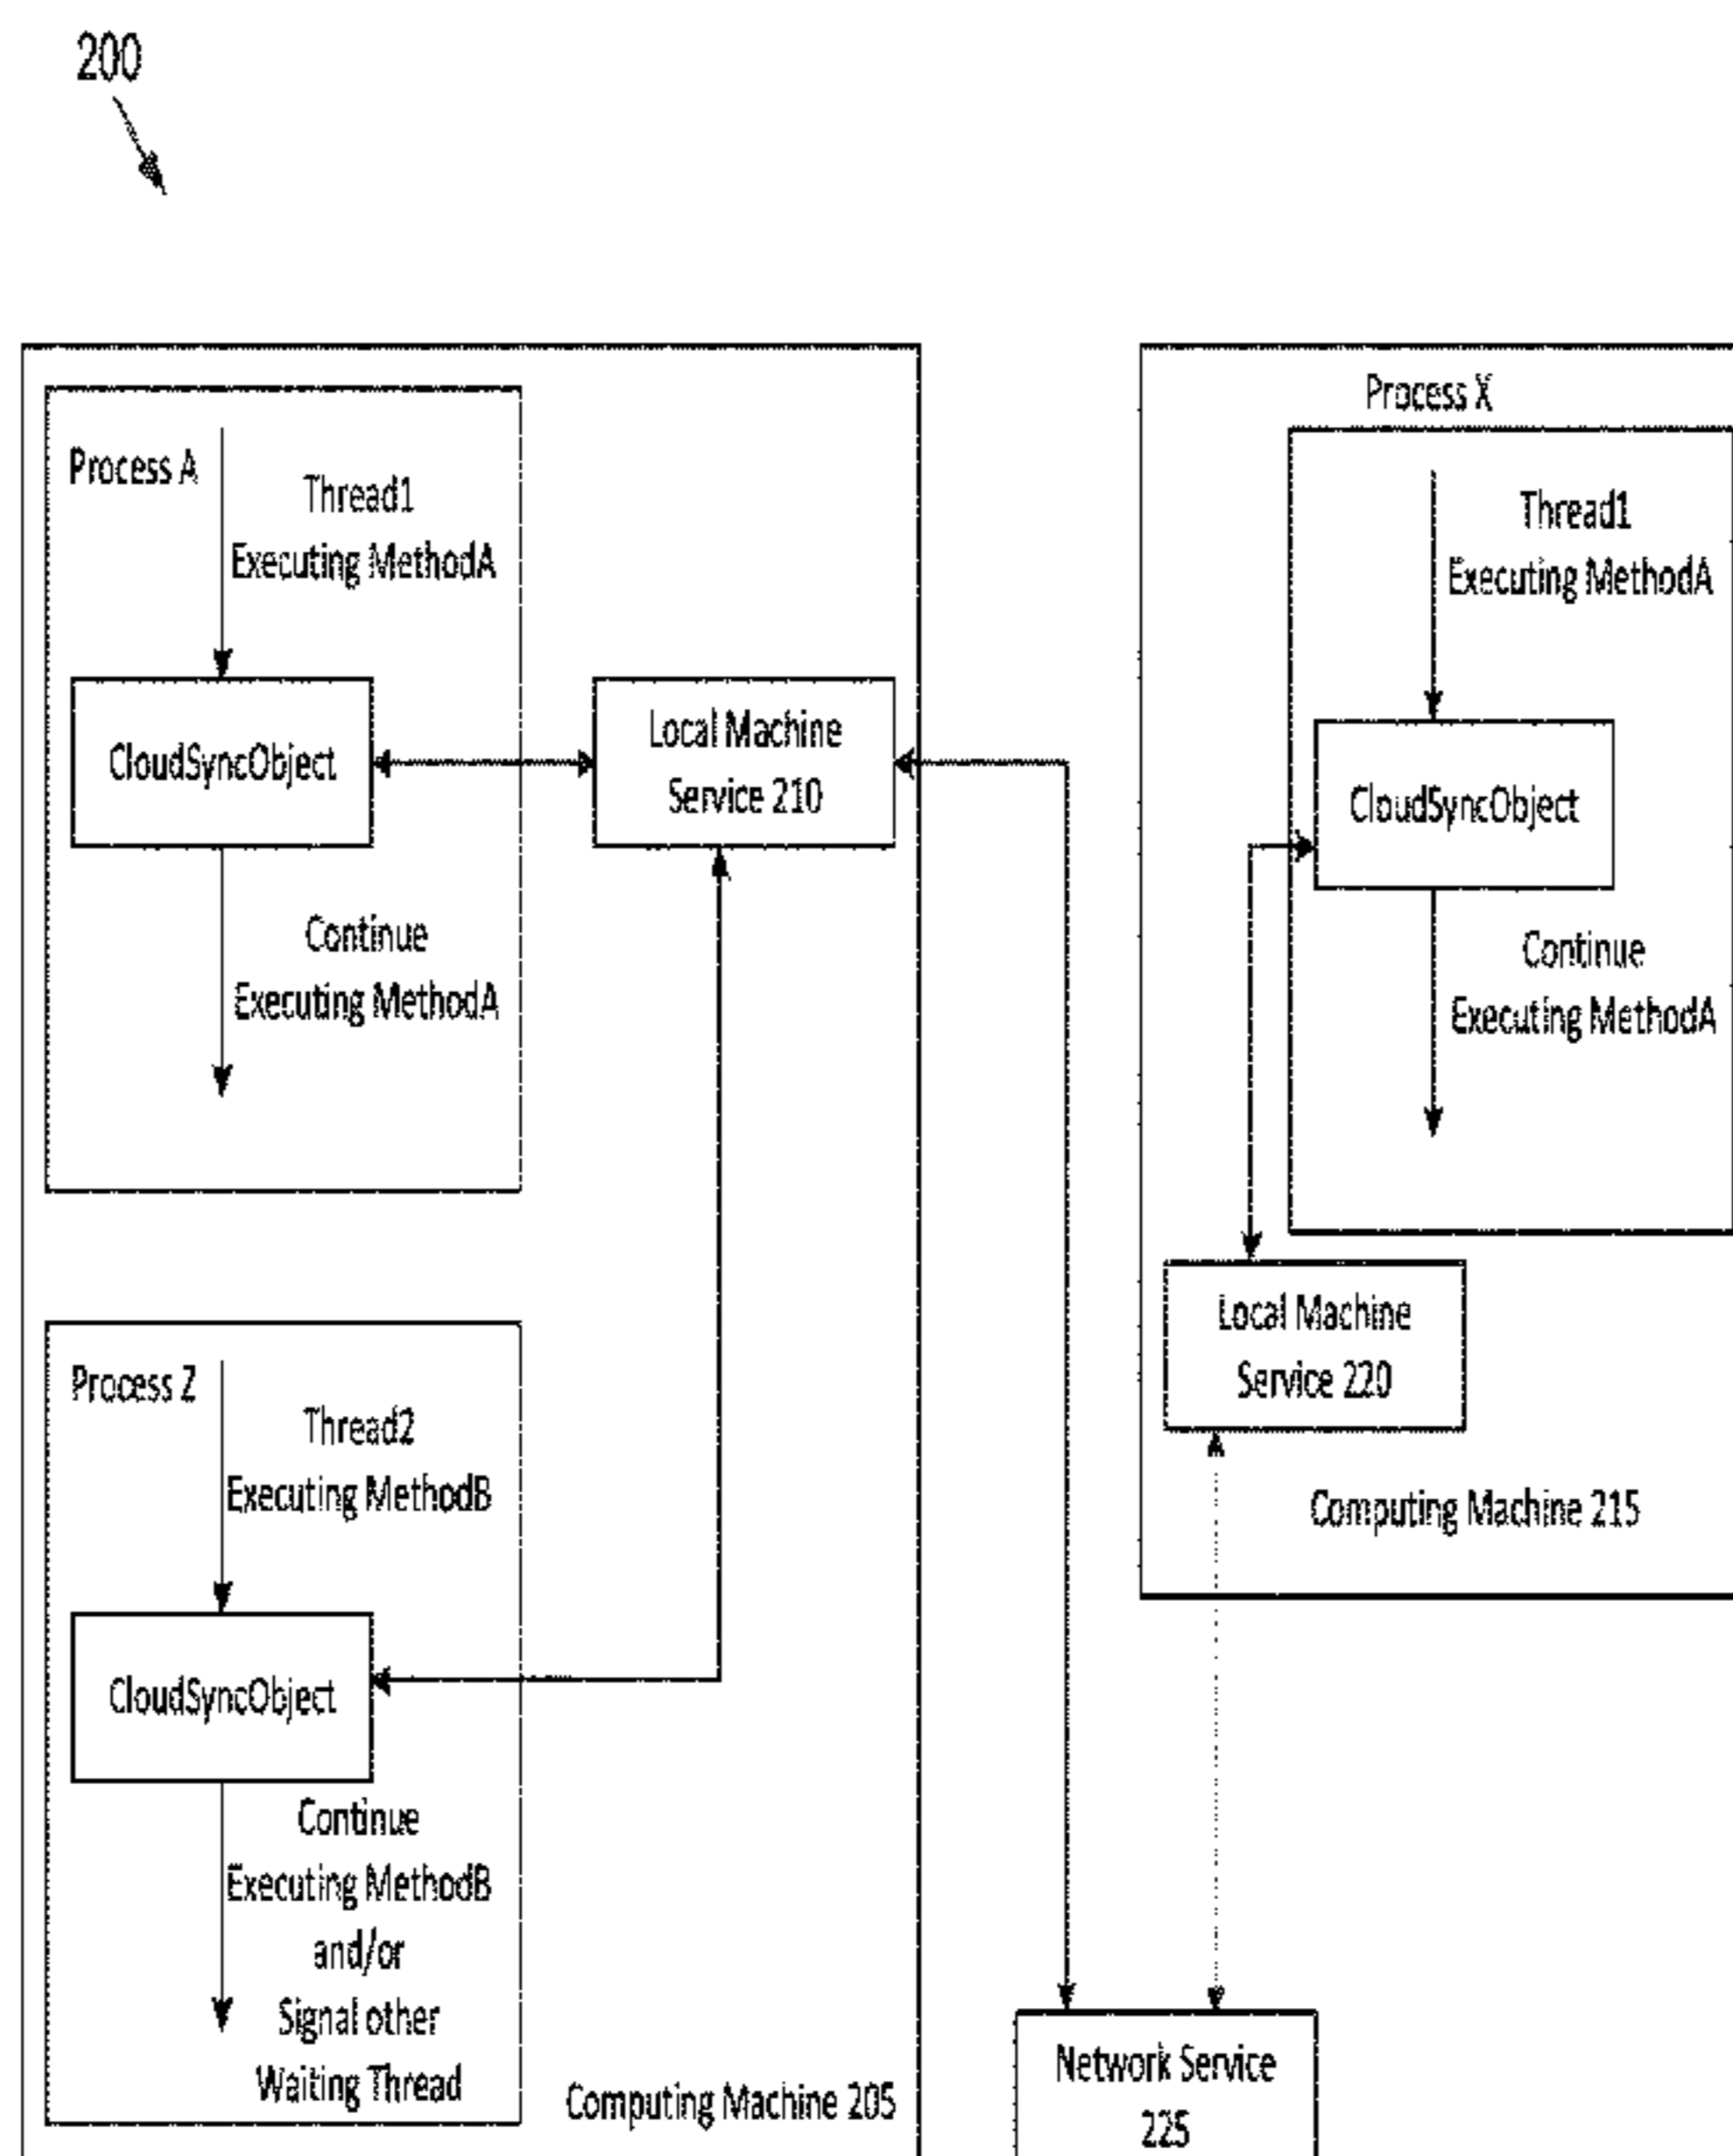 200
Process A
Thread1
Executing MethodA
CloudSyncObject
Continue
Executing MethodA
Local Machine
Service 210
Process Z
Thread2
Executing MethodB
CloudSyncObject
Continue
Executing MethodB
and/or
Signal other
Waiting Thread
Computing Machine 205
Process X
Thread1
Executing MethodA
CloudSyncObject
Continue
Executing MethodA
Local Machine
Service 220
Computing Machine 215
Network Service
225